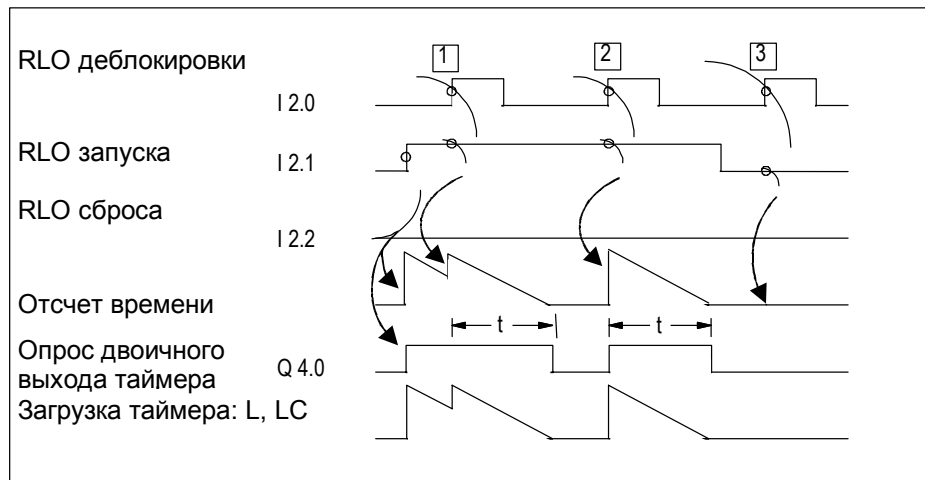 1 2 3
RLO деблокировки
I 2.0
RLO запуска
I 2.1
RLO сброса
I 2.2
Отсчет времени
t t
Опрос двоичного
выхода таймера Q 4.0
Загрузка таймера: L, LC